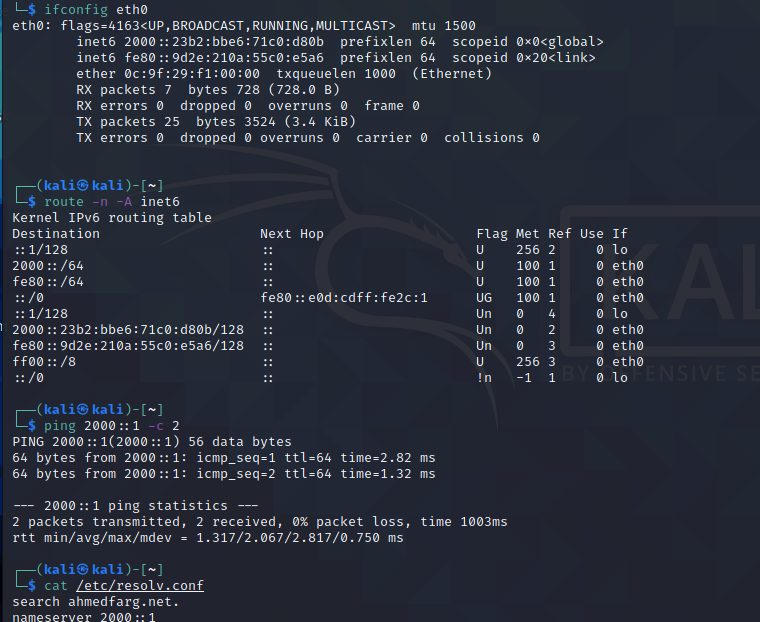 └─$ ifconfig eth0
eth0: flags=4163<UP,BROADCAST,RUNNING,MULTICAST>  mtu 1500
        inet6 2000::23b2:bbe6:71c0:d80b  prefixlen 64  scopeid 0×0<global>
        inet6 fe80::9d2e:210a:55c0:e5a6  prefixlen 64  scopeid 0×20<link>
        ether 0c:9f:29:f1:00:00  txqueuelen 1000  (Ethernet)
        RX packets 7  bytes 728 (728.0 B)
        RX errors 0  dropped 0  overruns 0  frame 0
        TX packets 25  bytes 3524 (3.4 KiB)
        TX errors 0  dropped 0 overruns 0  carrier 0  collisions 0
┌──(kali㉿kali)-[~]
└─$ route -n -A inet6
Kernel IPv6 routing table
Destination                    Next Hop                   Flag Met Ref Use If
::1/128                        ::                         U    256 2     0 lo
2000::/64                      ::                         U    100 1     0 eth0
fe80::/64                      ::                         U    100 1     0 eth0
::/0                           fe80::e0d:cdff:fe2c:1      UG   100 1     0 eth0
::1/128                        ::                         Un   0   4     0 lo
2000::23b2:bbe6:71c0:d80b/128  ::                         Un   0   2     0 eth0
fe80::9d2e:210a:55c0:e5a6/128  ::                         Un   0   3     0 eth0
ff00::/8                       ::                         U    256 3     0 eth0
::/0                           ::                         !n   -1  1     0 lo
┌──(kali㉿kali)-[~]
└─$ ping 2000::1 -c 2
PING 2000::1(2000::1) 56 data bytes
64 bytes from 2000::1: icmp_seq=1 ttl=64 time=2.82 ms
64 bytes from 2000::1: icmp_seq=2 ttl=64 time=1.32 ms
--- 2000::1 ping statistics ---
2 packets transmitted, 2 received, 0% packet loss, time 1003ms
rtt min/avg/max/mdev = 1.317/2.067/2.817/0.750 ms
┌──(kali㉿kali)-[~]
└─$ cat /etc/resolv.conf
search ahmedfarg.net.
nameserver 2000::1
KAL
BY OFFENSIVE SE